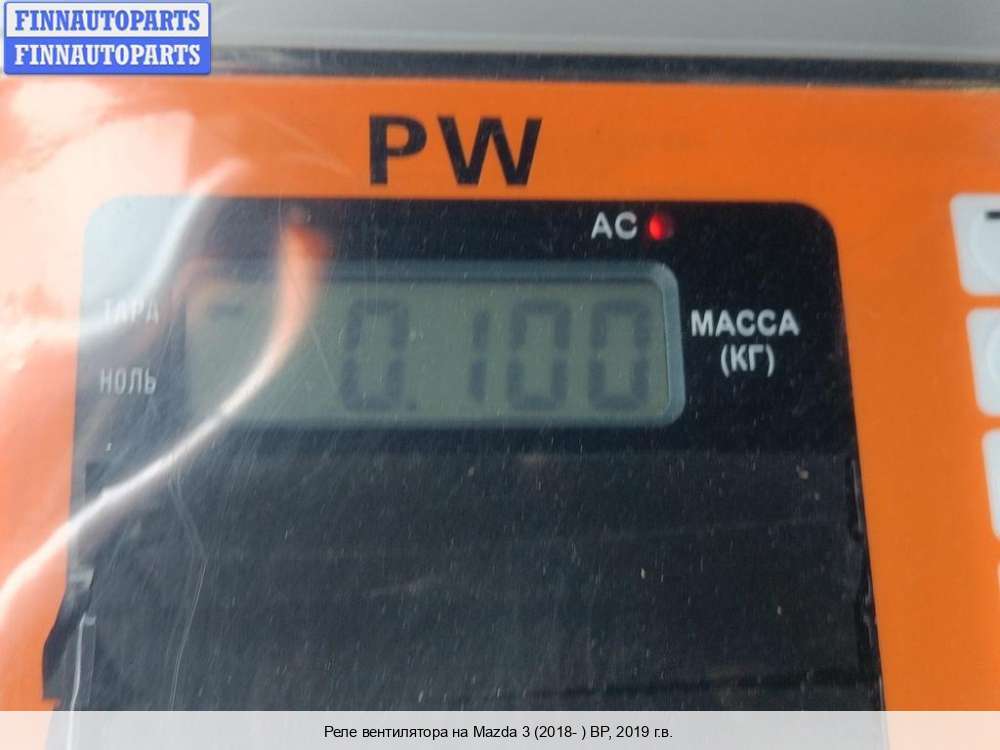 FINNAUTOPARTS
FINNAUTOPARTS
PW
AC
ТАРА
0.100
МАССА
(КГ)
НОЛЬ
Реле вентилятора на Mazda 3 (2018- ) BP, 2019 г.в.